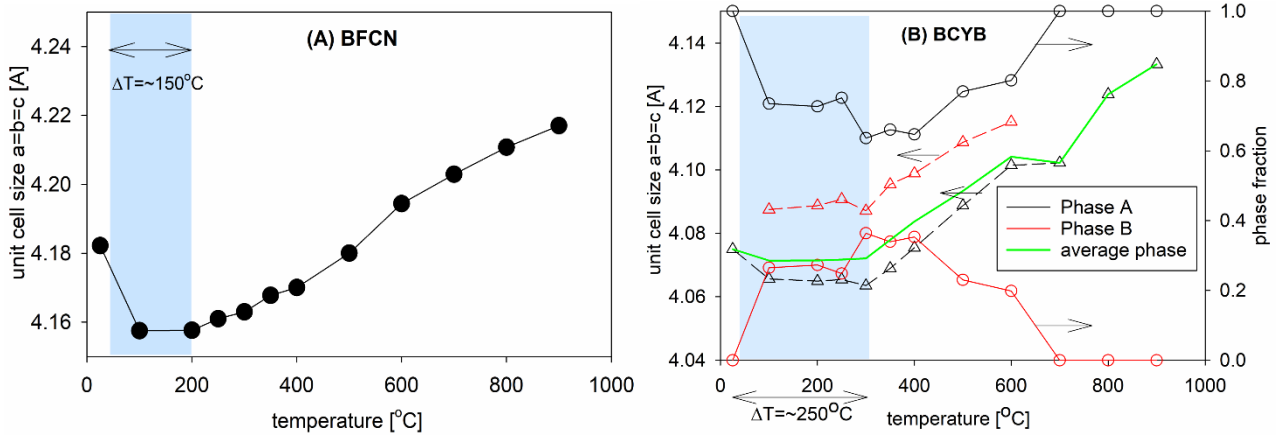 (A) BFCN
ΔT=~150°C
unit cell size a=b=c [A]
4.24
4.22
4.20
4.18
4.16
0
200
400
600
800
1000
temperature [°C]
(B) BCYB
unit cell size a=b=c [A]
4.14
4.12
4.10
4.08
4.06
4.04
1.0
0.8
0.6
0.4
0.2
0.0
phase fraction
Phase A
Phase B
average phase
0
200
400
600
800
1000
ΔT=~250°C
temperature [°C]